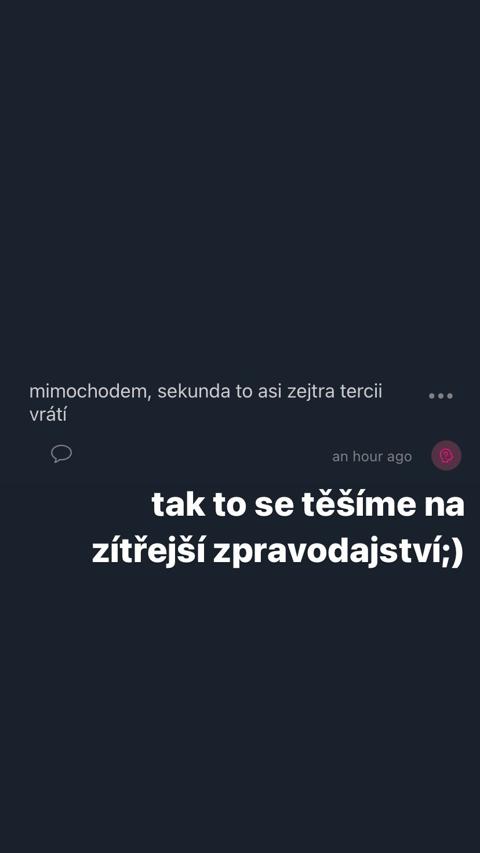 mimochodem, sekunda to asi zejtra tercii
vrátí
an hour ago
tak to se těšíme na
zítřejší zpravodajství;)